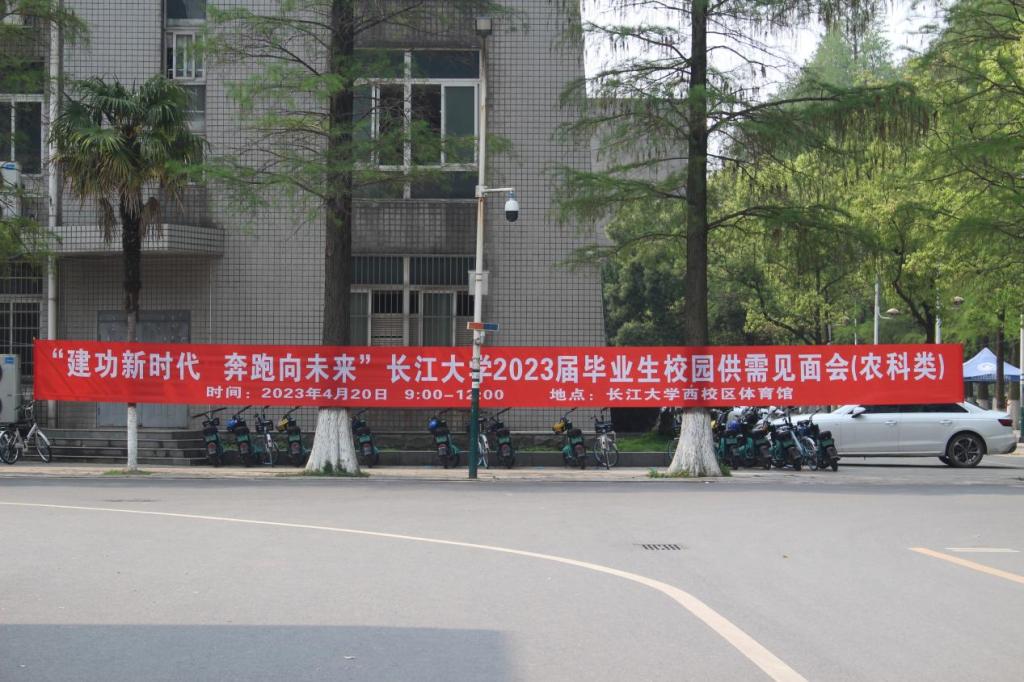 “建功新时代 奔跑向未来”长江大学2023届毕业生校园供需见面会(农科类)
时间：2023年4月20日 9:00-12:00 地点：长江大学西校区体育馆